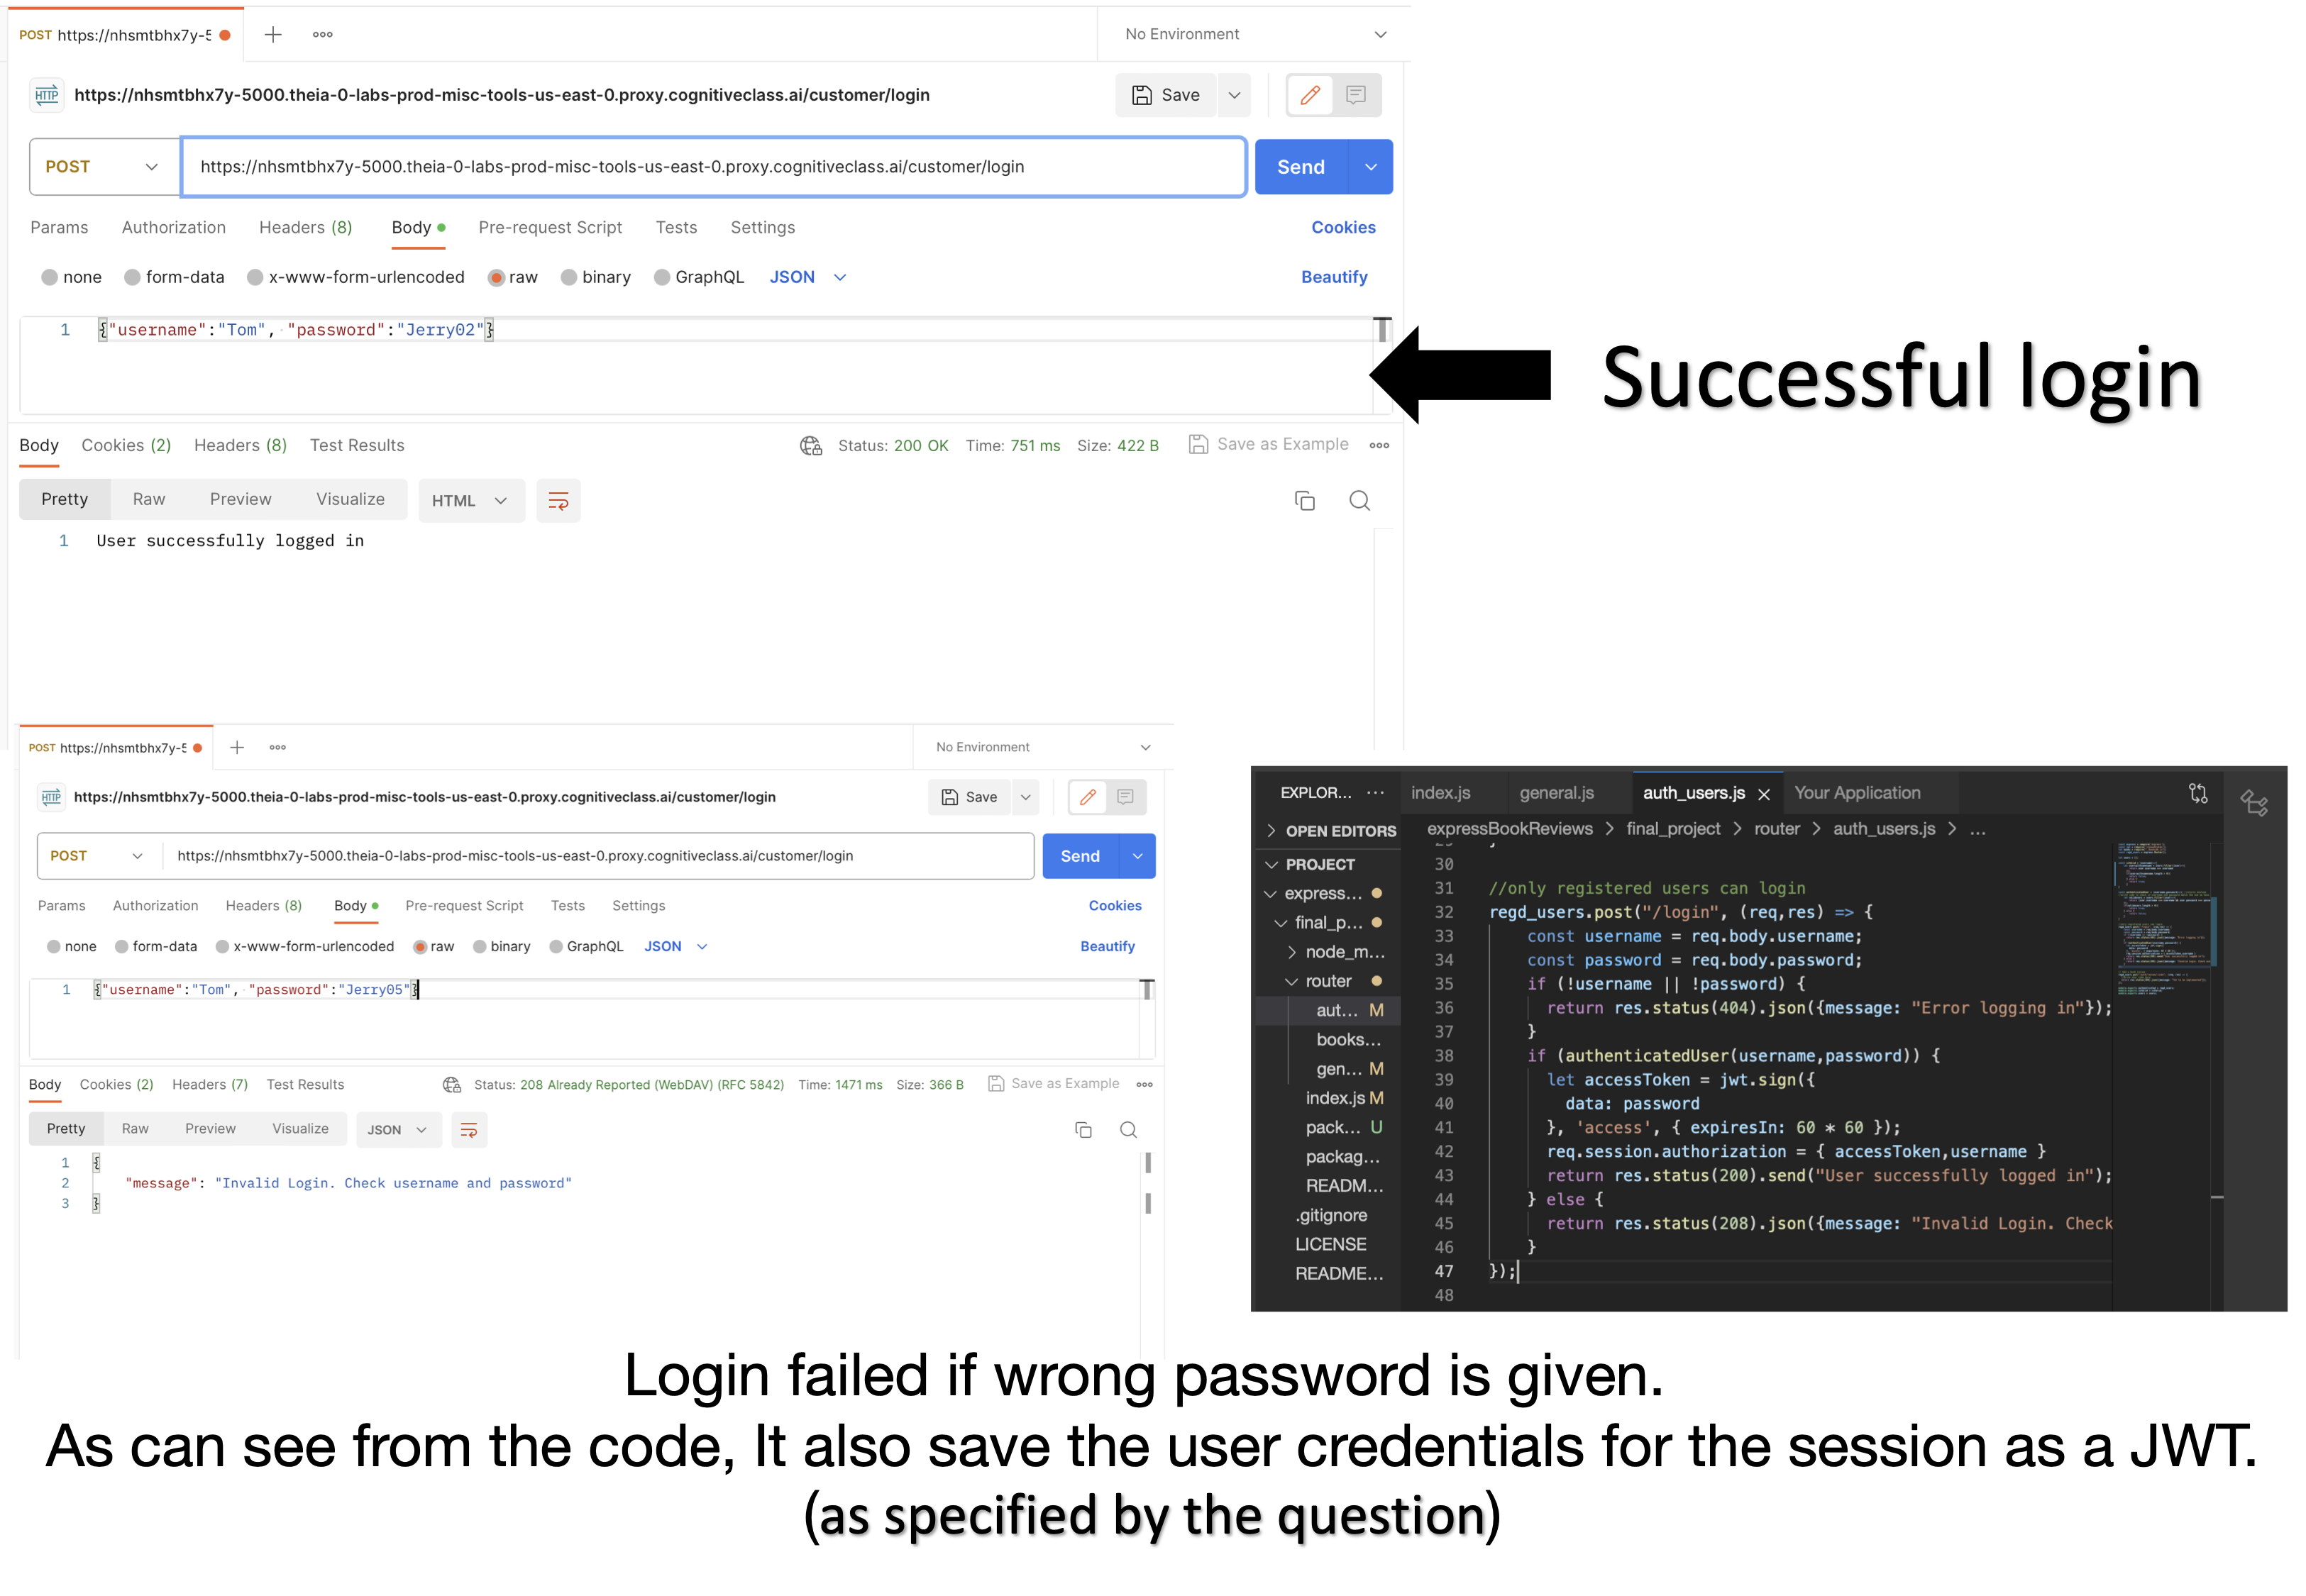 POST https://nhsmtbhx7y-5
No Environment
HTTP https://nhsmtbhx7y-5000.theia-0-labs-prod-misc-tools-us-east-0.proxy.cognitiveclass.ai/customer/login
Save
POST https://nhsmtbhx7y-5000.theia-0-labs-prod-misc-tools-us-east-0.proxy.cognitiveclass.ai/customer/login Send
Params Authorization Headers (8) Body Pre-request Script Tests Settings Cookies
none form-data x-www-form-urlencoded raw binary GraphQL JSON Beautify
1 {"username":"Tom", "password":"Jerry02"}
Successful login
Body Cookies (2) Headers (8) Test Results Status: 200 OK Time: 751 ms Size: 422 B Save as Example
Pretty Raw Preview Visualize HTML
1 User successfully logged in
POST https://nhsmtbhx7y-5
No Environment
HTTP https://nhsmtbhx7y-5000.theia-0-labs-prod-misc-tools-us-east-0.proxy.cognitiveclass.ai/customer/login
Save
POST https://nhsmtbhx7y-5000.theia-0-labs-prod-misc-tools-us-east-0.proxy.cognitiveclass.ai/customer/login Send
Params Authorization Headers (8) Body Pre-request Script Tests Settings Cookies
none form-data x-www-form-urlencoded raw binary GraphQL JSON Beautify
1 {"username":"Tom", "password":"Jerry05"}
Body Cookies (2) Headers (7) Test Results Status: 208 Already Reported (WebDAV) (RFC 5842) Time: 1471 ms Size: 366 B Save as Example
Pretty Raw Preview Visualize JSON
1 {
2 "message": "Invalid Login. Check username and password"
3 }
EXPLOR... ···
OPEN EDITORS
PROJECT
express...
final_p...
node_m...
router
aut... M
books...
gen... M
index.js M
pack... U
packag...
READM...
.gitignore
LICENSE
README...
index.js general.js auth_users.js Your Application
expressBookReviews > final_project > router > auth_users.js > ...
30
31 //only registered users can login
32 regd_users.post("/login", (req,res) => {
33 const username = req.body.username;
34 const password = req.body.password;
35 if (!username || !password) {
36 return res.status(404).json({message: "Error logging in"});
37 }
38 if (authenticatedUser(username,password)) {
39 let accessToken = jwt.sign({
40 data: password
41 }, 'access', { expiresIn: 60 * 60 });
42 req.session.authorization = { accessToken,username }
43 return res.status(200).send("User successfully logged in");
44 } else {
45 return res.status(208).json({message: "Invalid Login. Check
46 }
47 });
48
Login failed if wrong password is given.
As can see from the code, It also save the user credentials for the session as a JWT.
(as specified by the question)